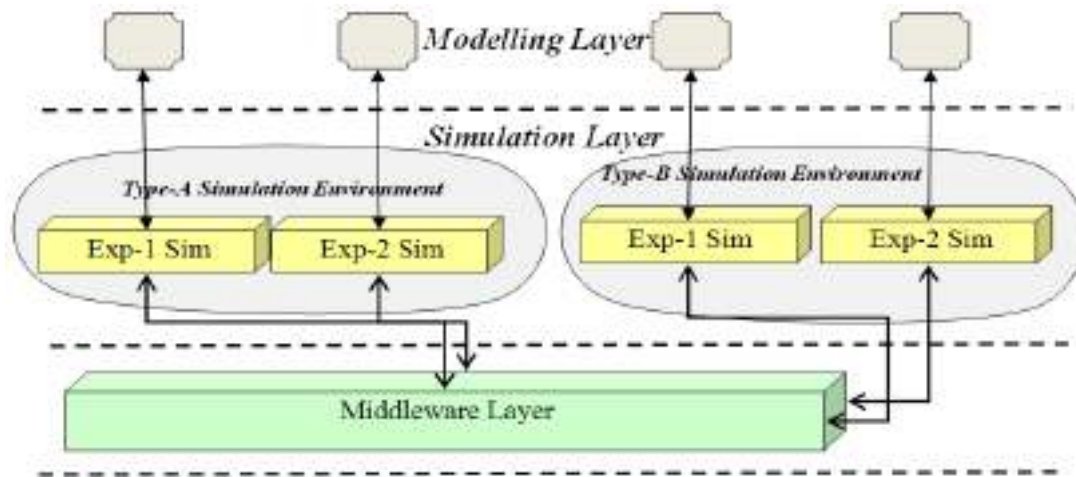 Modelling Layer
Simulation Layer
Type-A Simulation Environment
Type-B Simulation Environment
Exp-1 Sim
Exp-2 Sim
Exp-1 Sim
Exp-2 Sim
Middleware Layer